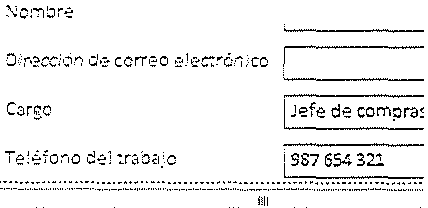 Nombre
Dirección de correo electrónico
Cargo Jefe de compras
Teléfono del trabajo 987 654 321